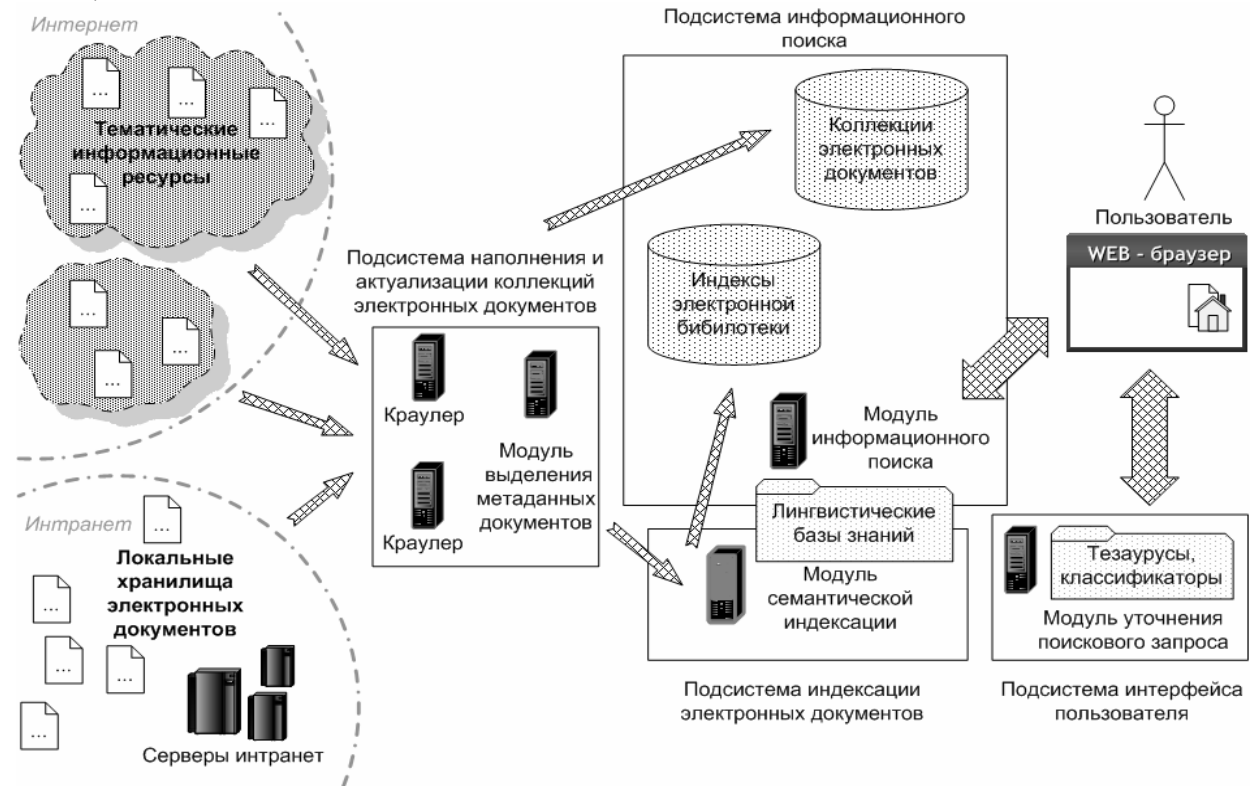 Интернет
Тематические
информационные
ресурсы
...
...
...
...
...
...
...
Подсистема информационного
поиска
Коллекции
электронных
документов
Индексы
электронной
бибилотеки
Модуль
информационного
поиска
Пользователь
WEB - браузер
Подсистема наполнения и
актуализации коллекций
электронных документов
Краулер
Краулер
Модуль
выделения
метаданных
документов
Интранет
...
Локальные
хранилища
электронных
документов
...
...
...
...
Серверы интранет
Лингвистические
базы знаний
Модуль
семантической
индексации
Подсистема индексации
электронных документов
Тезаурусы,
классификаторы
Модуль уточнения
поискового запроса
Подсистема интерфейса
пользователя